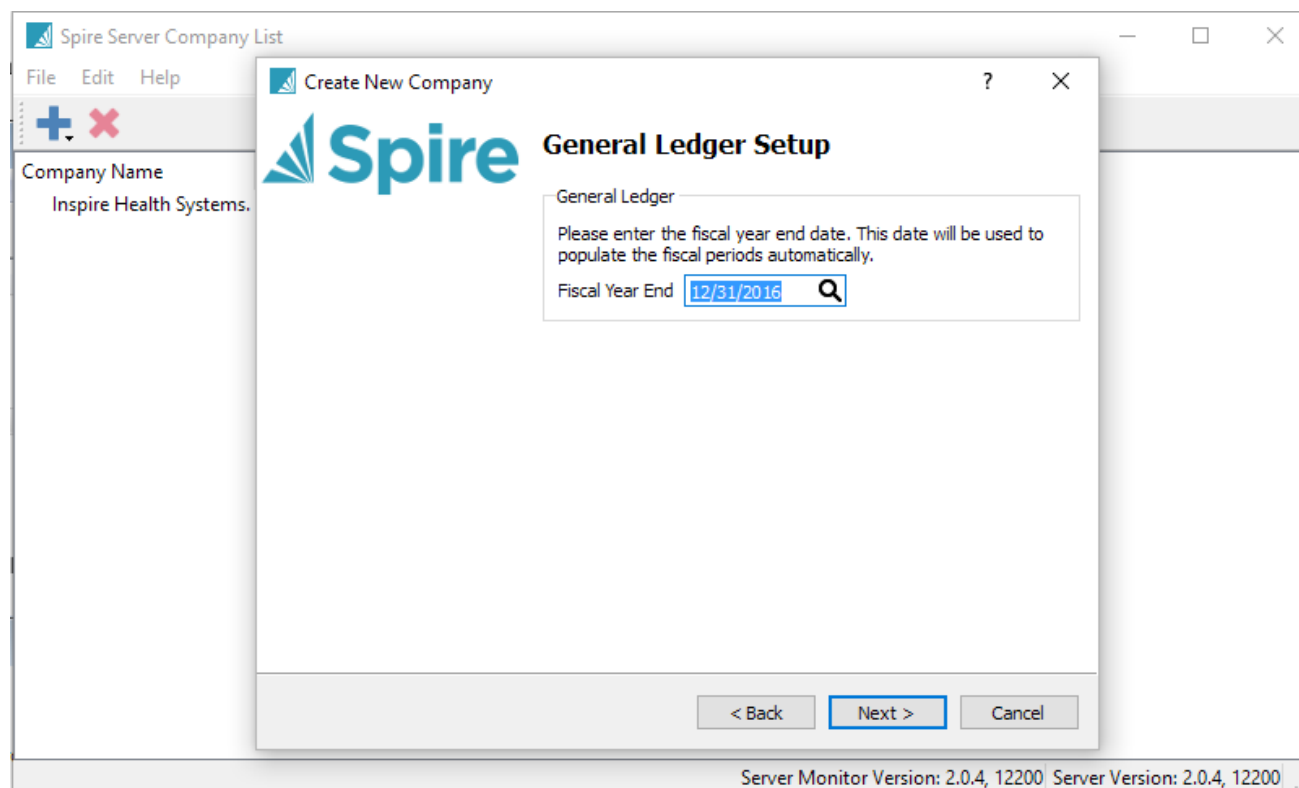 Spire Server Company List
File Edit Help
Company Name
Inspire Health Systems.
Create New Company
?
Spire
General Ledger Setup
General Ledger
Please enter the fiscal year end date. This date will be used to
populate the fiscal periods automatically.
Fiscal Year End 12/31/2016
< Back Next > Cancel
Server Monitor Version: 2.0.4, 12200 Server Version: 2.0.4, 12200